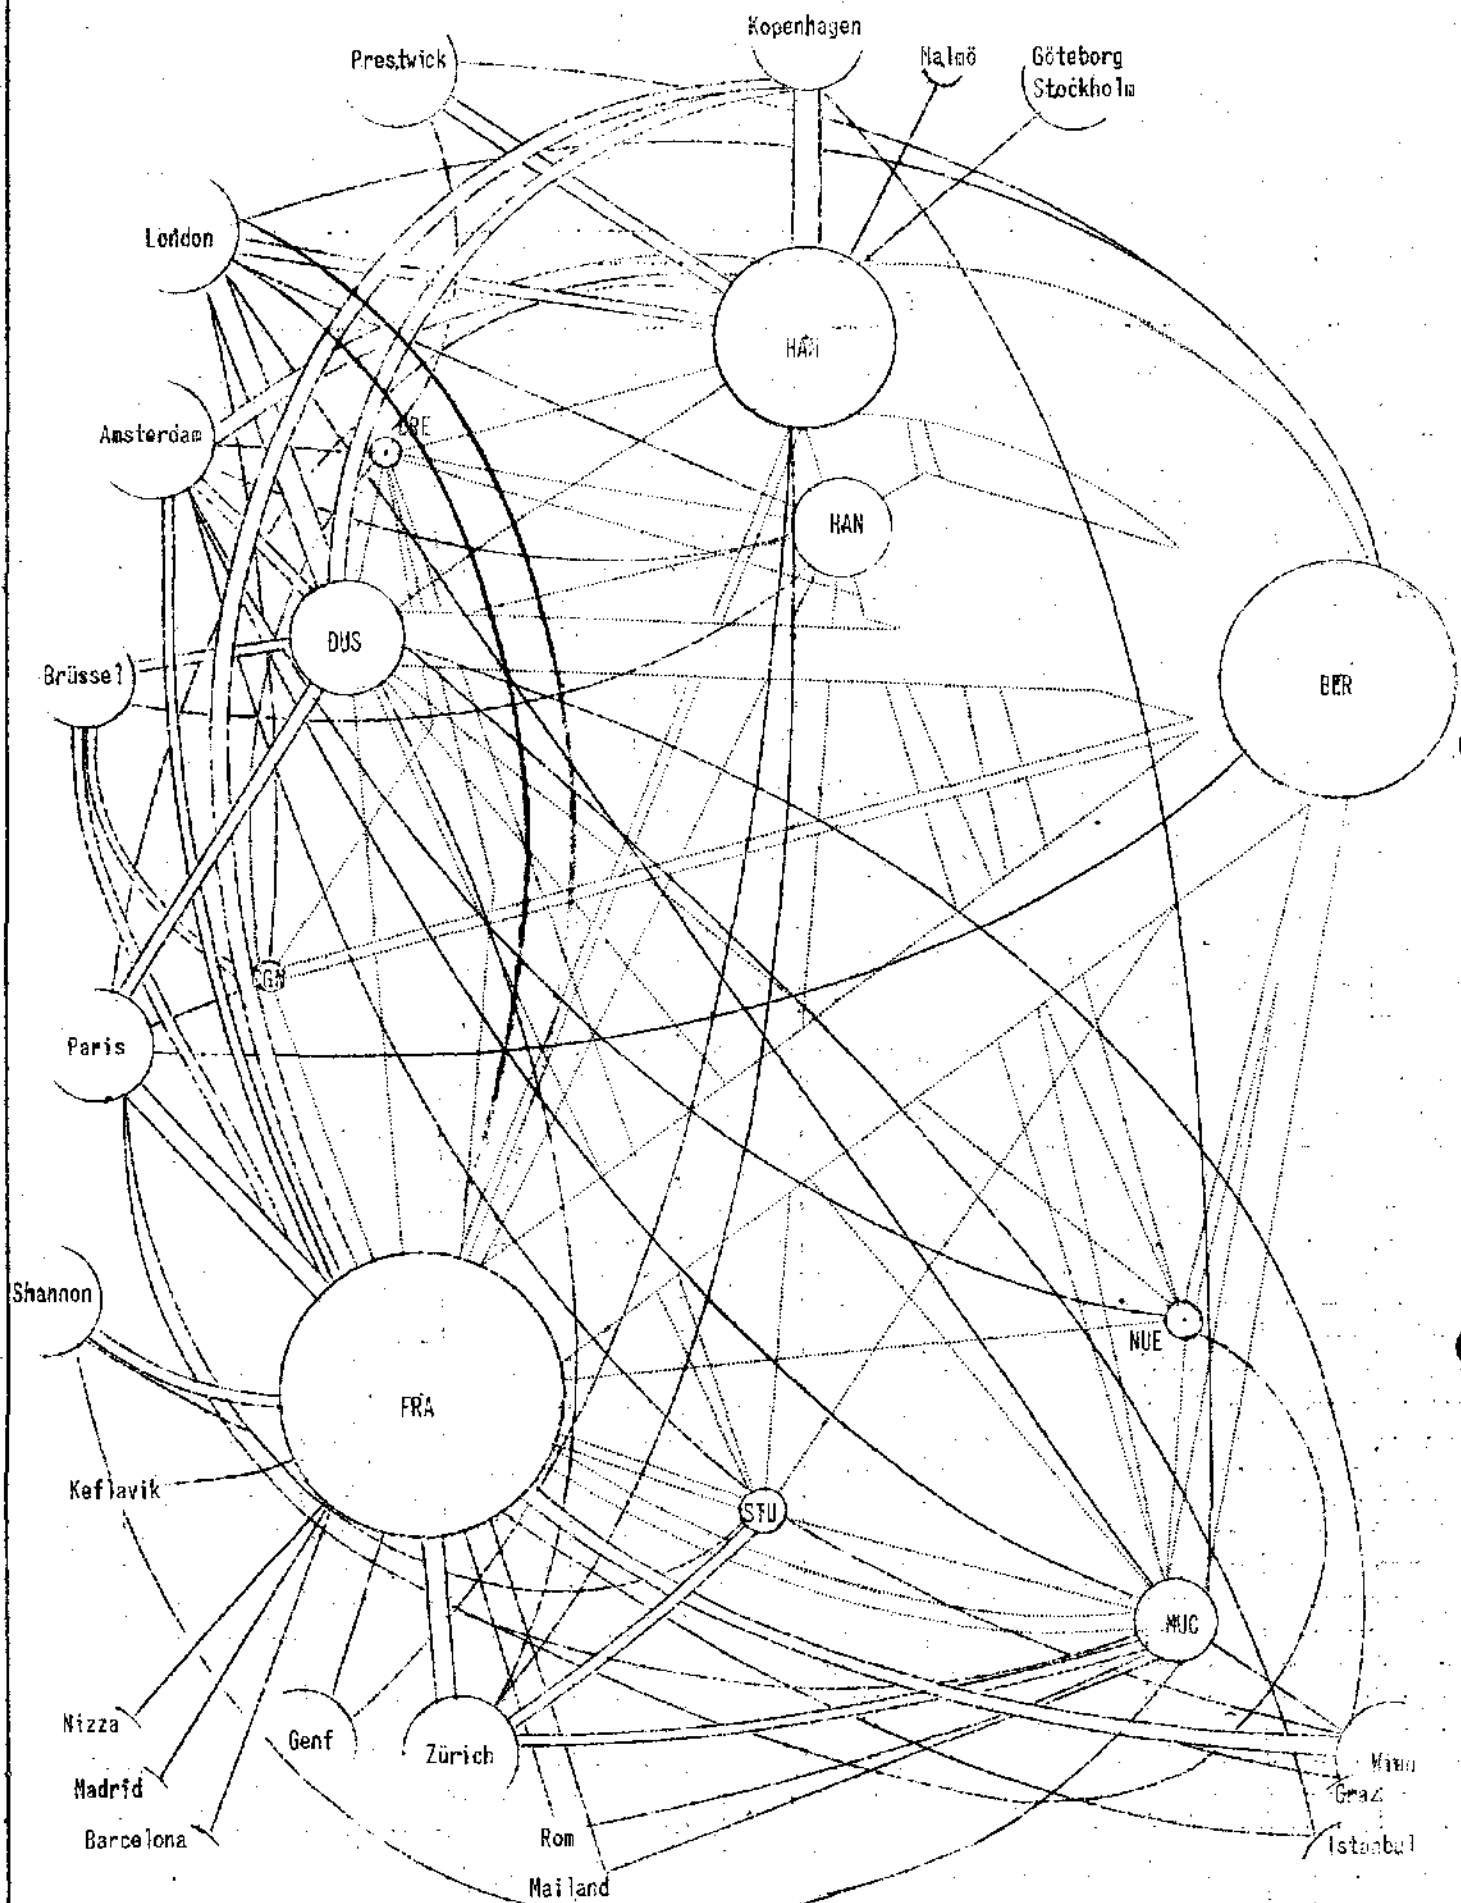 Kopenhagen
Prestwick
Malmö
Göteborg
Stockholm
London
HAM
Amsterdam
BRE
HAN
DUS
Brüssel
BER
CGN
Paris
Shannon
NUE
FRA
Keflavik
STU
MUC
Nizza
Genf
Zürich
Wien
Madrid
Graz
Barcelona
Rom
Istanbul
Mailand